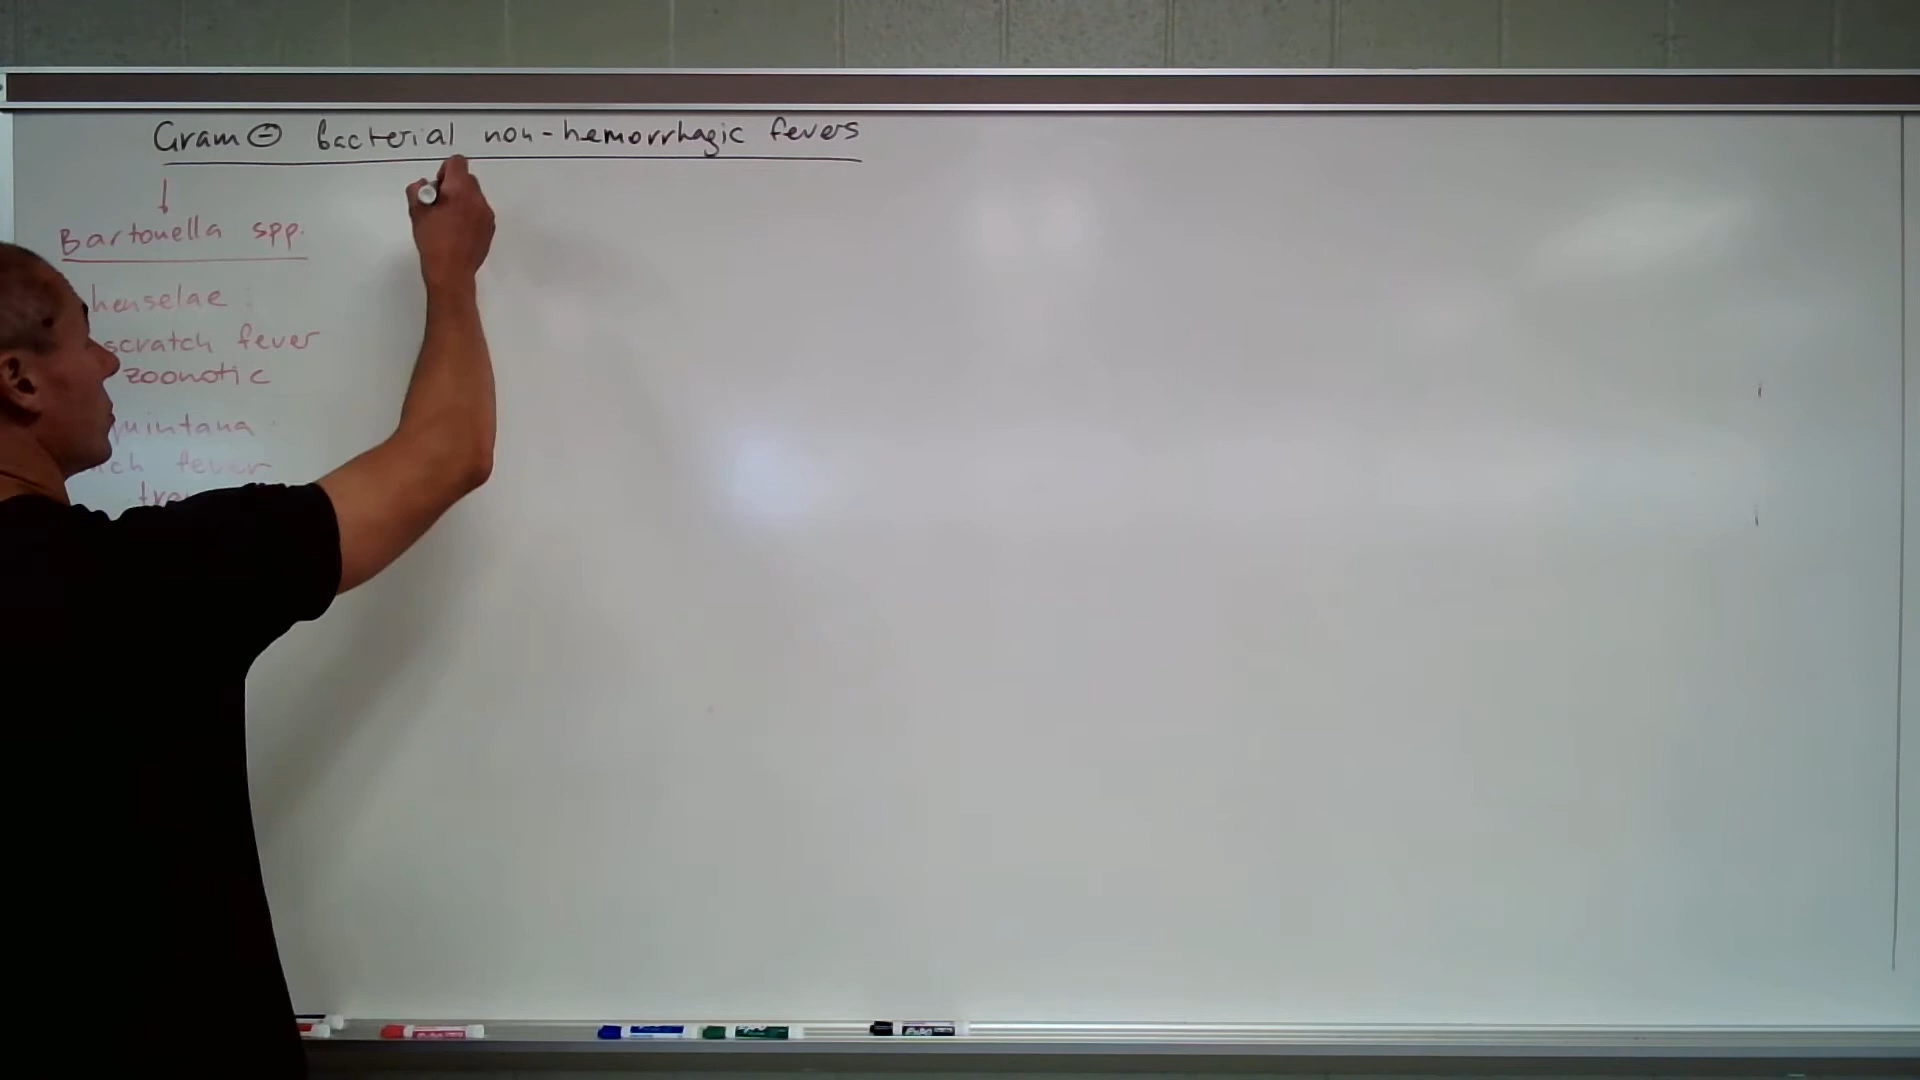 Gram ⊖ bacterial non-hemorrhagic fevers
↓
Bartonella spp.
henselae :
scratch fever
zoonotic
quintana :
fever